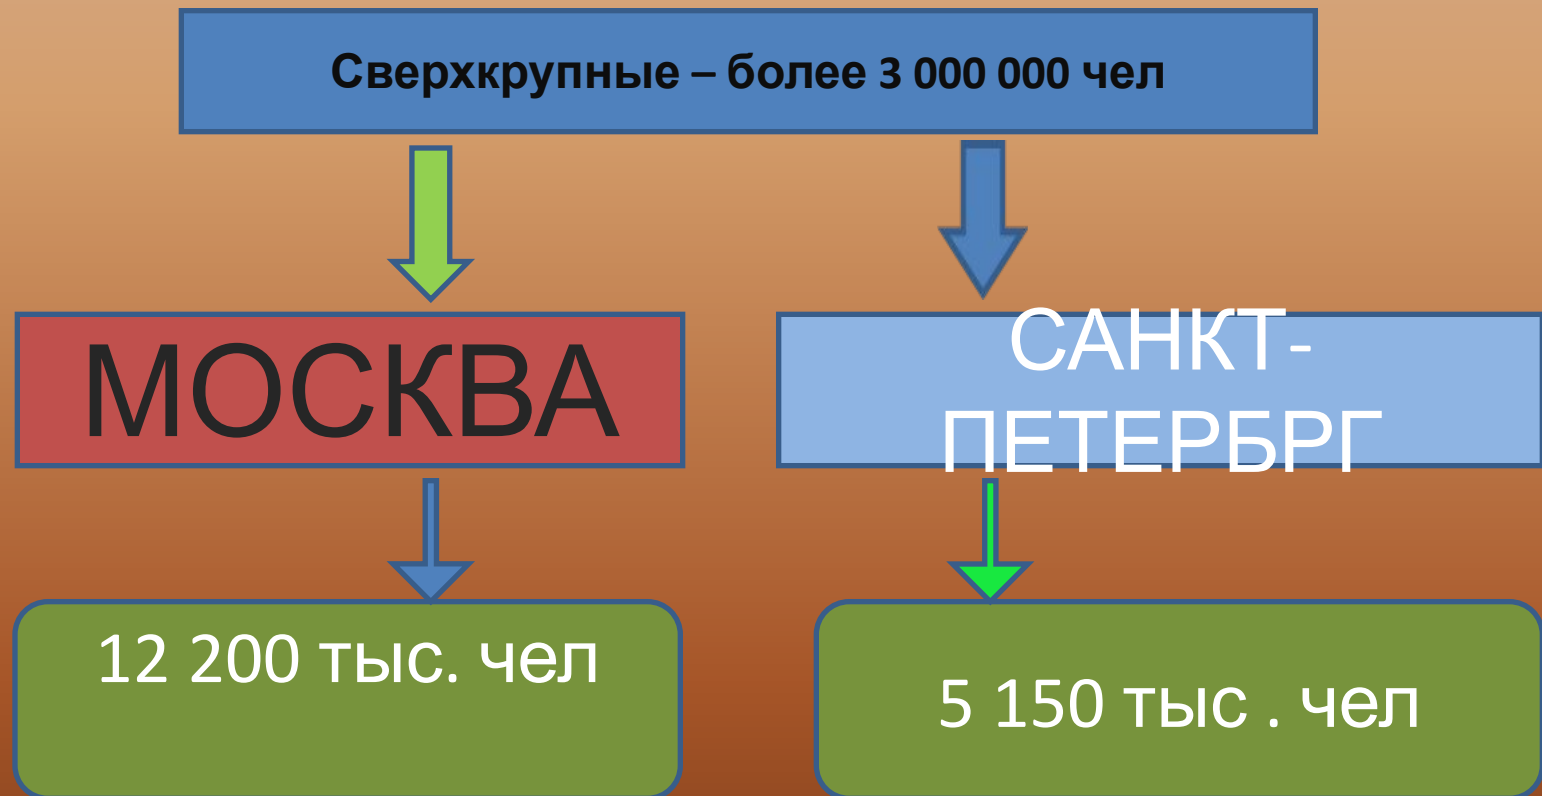 Сверхкрупные – более 3 000 000 чел
МОСКВА
САНКТ-
ПЕТЕРБРГ
12 200 тыс. чел
5 150 тыс . чел